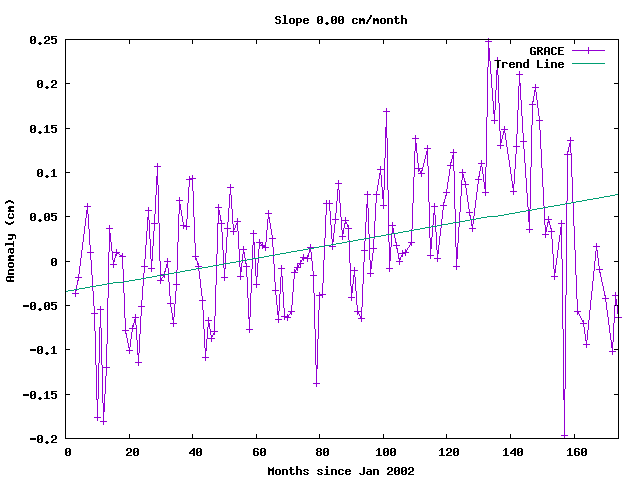 Slope 0.00 cm/month
GRACE
Trend Line
0.25
0.2
0.15
0.1
0.05
0
-0.05
-0.1
-0.15
-0.2
Anomaly (cm)
0 20 40 60 80 100 120 140 160
Months since Jan 2002